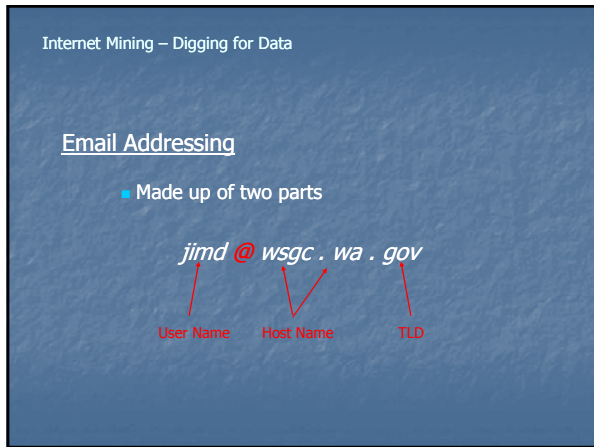 Internet Mining – Digging for Data
Email Addressing
Made up of two parts
jimd @ wsgc . wa . gov
User Name Host Name TLD